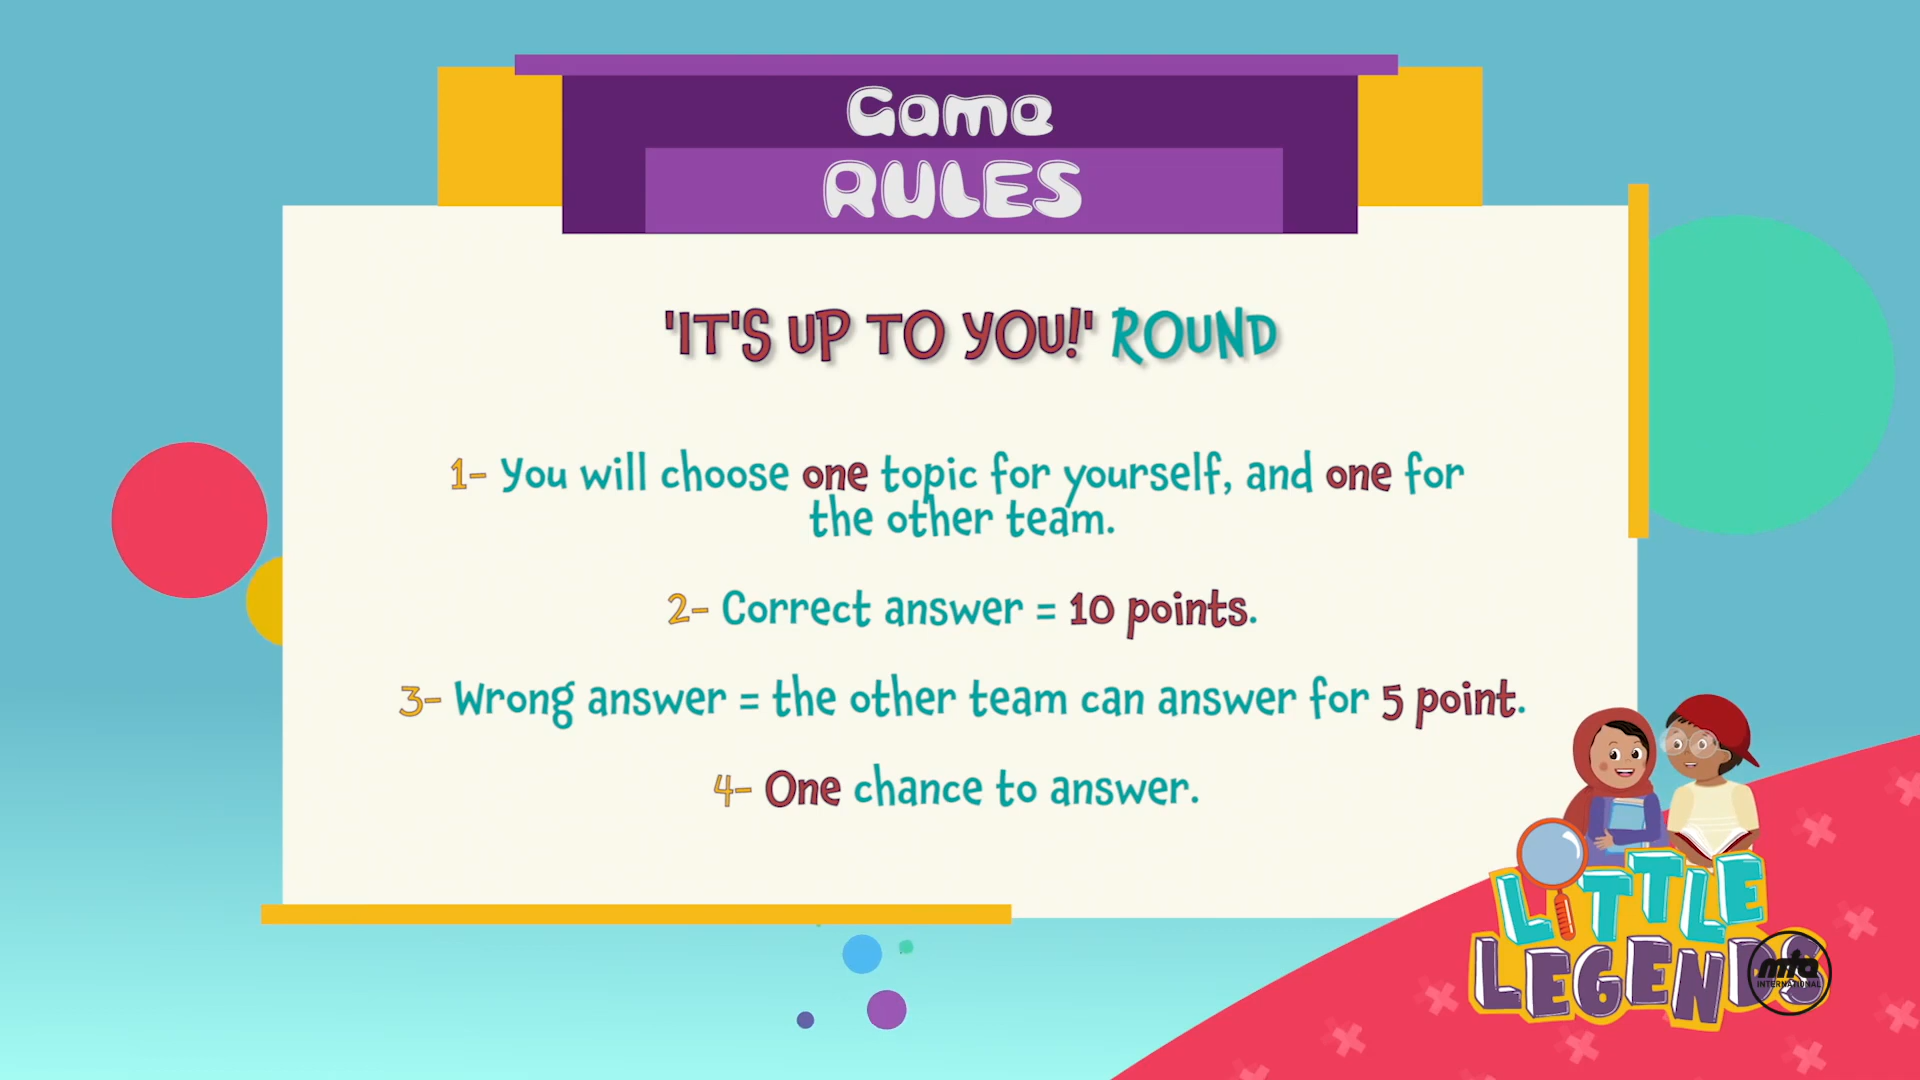 Game
RULES
'IT'S UP TO YOU!' ROUND
1- You will choose one topic for yourself, and one for
the other team.
2- Correct answer = 10 points.
3- Wrong answer = the other team can answer for 5 point.
4- One chance to answer.
LITTLE
LEGENDS
mta
INTERNATIONAL